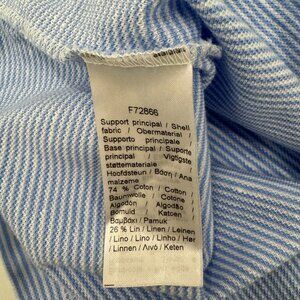 F72866
Support principal / Shell
fabric / Obermaterial /
Supporto principale /
Base principal / Suporte
principal / Vigtigste
støttemateriale /
Hoofdsteun / Βάση / Ana
malzeme
74 % Coton / Cotton /
Baumwolle / Cotone /
Algodón / Algodão /
Bomuld / Katoen /
Βαμβάκι / Pamuk
26 % Lin / Linen / Leinen
/ Lino / Lino / Linho / Hør
/ Linnen / Λινό / Keten